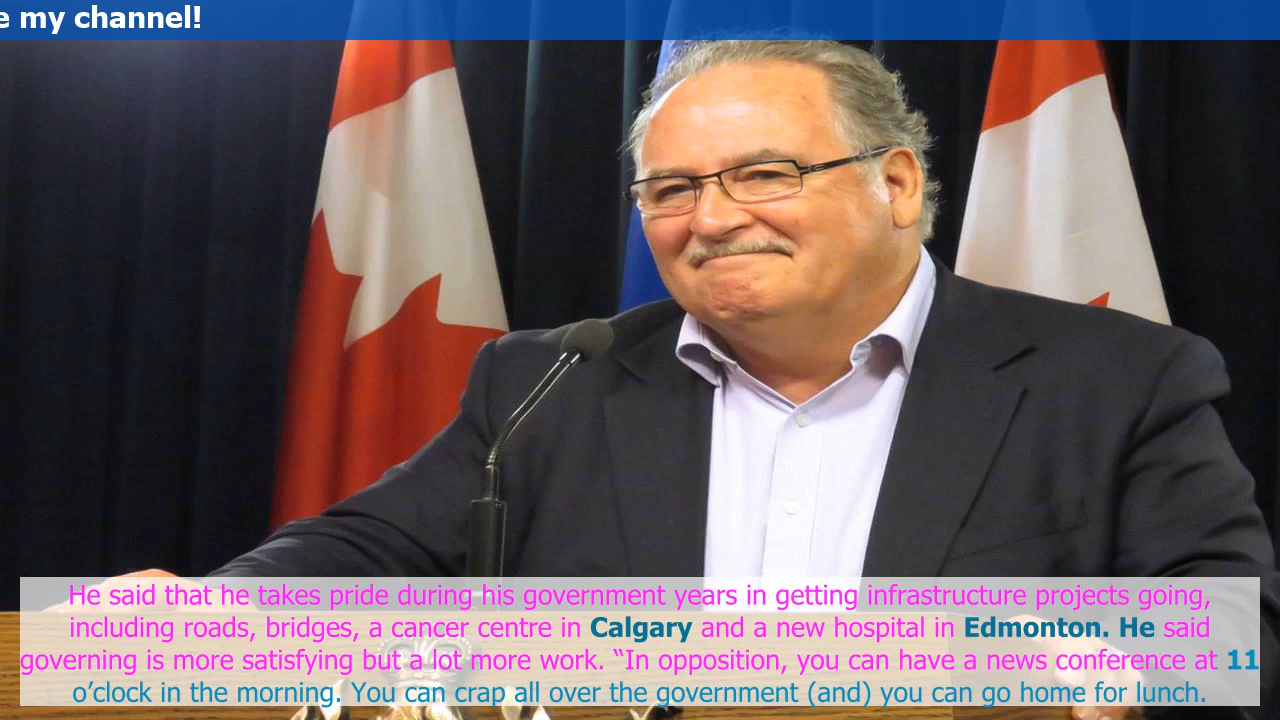 e my channel!
He said that he takes pride during his government years in getting infrastructure projects going,
including roads, bridges, a cancer centre in Calgary and a new hospital in Edmonton. He said
governing is more satisfying but a lot more work. “In opposition, you can have a news conference at 11
o’clock in the morning. You can crap all over the government (and) you can go home for lunch.